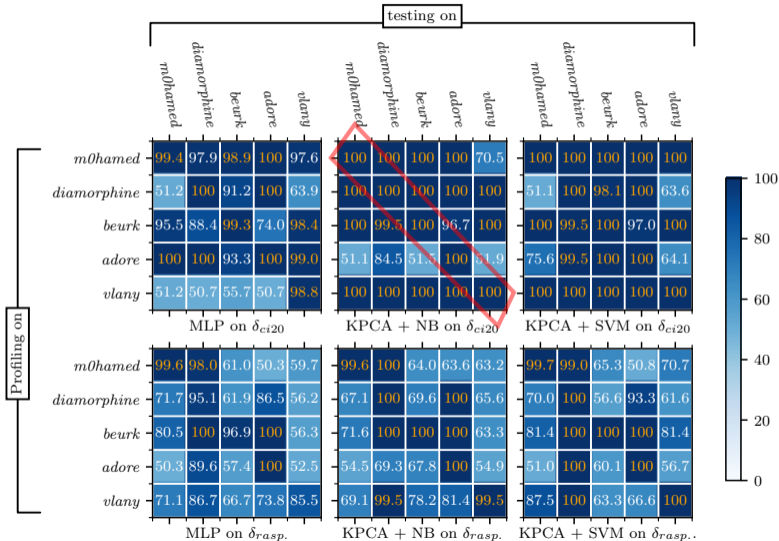 testing on
m0hamed diamorphine beurk adore vlany m0hamed diamorphine beurk adore vlany m0hamed diamorphine beurk adore vlany
Profiling on
m0hamed 99.4 97.9 98.9 100 97.6 100 100 100 100 70.5 100 100 100 100 100
diamorphine 51.2 100 91.2 100 63.9 100 100 100 100 100 51.1 100 98.1 100 63.6
beurk 95.5 88.4 99.3 74.0 98.4 100 99.5 100 96.7 100 100 99.5 100 97.0 100
adore 100 100 93.3 100 99.0 51.1 84.5 51.5 100 51.9 75.6 99.5 100 100 64.1
vlany 51.2 50.7 55.7 50.7 98.8 100 100 100 100 100 100 100 100 100 100
MLP on δci20 KPCA + NB on δci20 KPCA + SVM on δci20
m0hamed 99.6 98.0 61.0 50.3 59.7 99.6 100 64.0 63.6 63.2 99.7 99.0 65.3 50.8 70.7
diamorphine 71.7 95.1 61.9 86.5 56.2 67.1 100 69.6 100 65.6 70.0 100 56.6 93.3 61.6
beurk 80.5 100 96.9 100 56.3 71.6 100 100 100 63.3 81.4 100 100 100 81.4
adore 50.3 89.6 57.4 100 52.5 54.5 69.3 67.8 100 54.9 51.0 100 60.1 100 56.7
vlany 71.1 86.7 66.7 73.8 85.5 69.1 99.5 78.2 81.4 99.5 87.5 100 63.3 66.6 100
MLP on δrasp. KPCA + NB on δrasp. KPCA + SVM on δrasp..
100
80
60
40
20
0